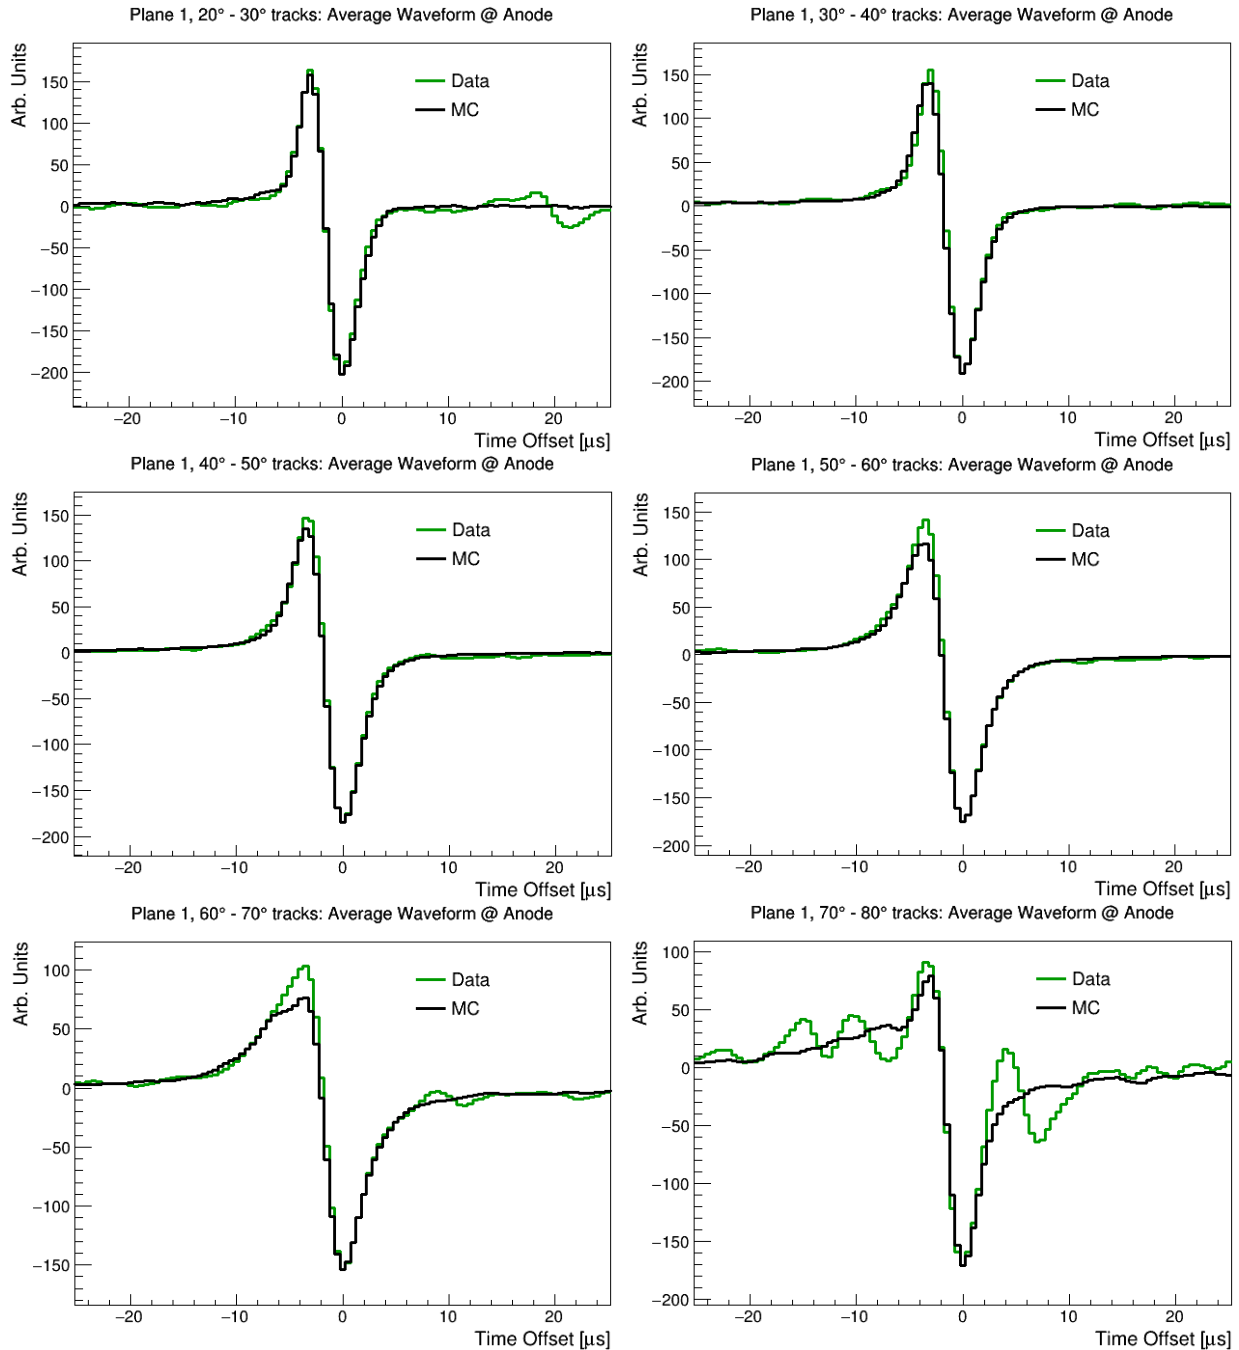 Plane 1, 20° - 30° tracks: Average Waveform @ Anode
Arb. Units
Data
MC
150
100
50
0
−50
−100
−150
−200
−20
−10
0
10
20
Time Offset [μs]
Plane 1, 30° - 40° tracks: Average Waveform @ Anode
Arb. Units
Data
MC
150
100
50
0
−50
−100
−150
−200
−20
−10
0
10
20
Time Offset [μs]
Plane 1, 40° - 50° tracks: Average Waveform @ Anode
Arb. Units
Data
MC
150
100
50
0
−50
−100
−150
−200
−20
−10
0
10
20
Time Offset [μs]
Plane 1, 50° - 60° tracks: Average Waveform @ Anode
Arb. Units
Data
MC
150
100
50
0
−50
−100
−150
−200
−20
−10
0
10
20
Time Offset [μs]
Plane 1, 60° - 70° tracks: Average Waveform @ Anode
Arb. Units
Data
MC
100
50
0
−50
−100
−150
−20
−10
0
10
20
Time Offset [μs]
Plane 1, 70° - 80° tracks: Average Waveform @ Anode
Arb. Units
Data
MC
100
50
0
−50
−100
−150
−200
−20
−10
0
10
20
Time Offset [μs]